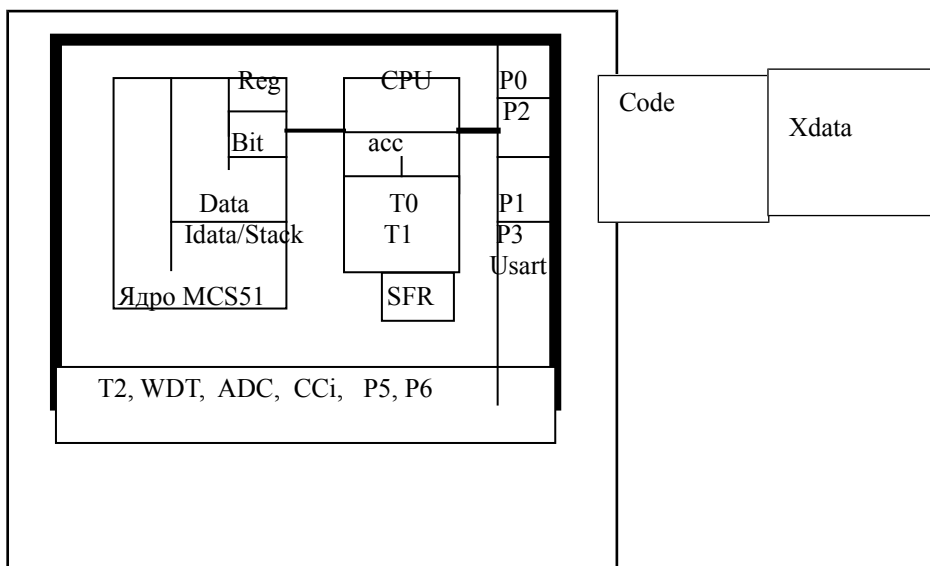 Reg
CPU
P0
P2
Code
Xdata
Bit
acc
Data
T0
P1
Idata/Stack
T1
P3
Usart
Ядро MCS51
SFR
T2, WDT, ADC, CCi, P5, P6